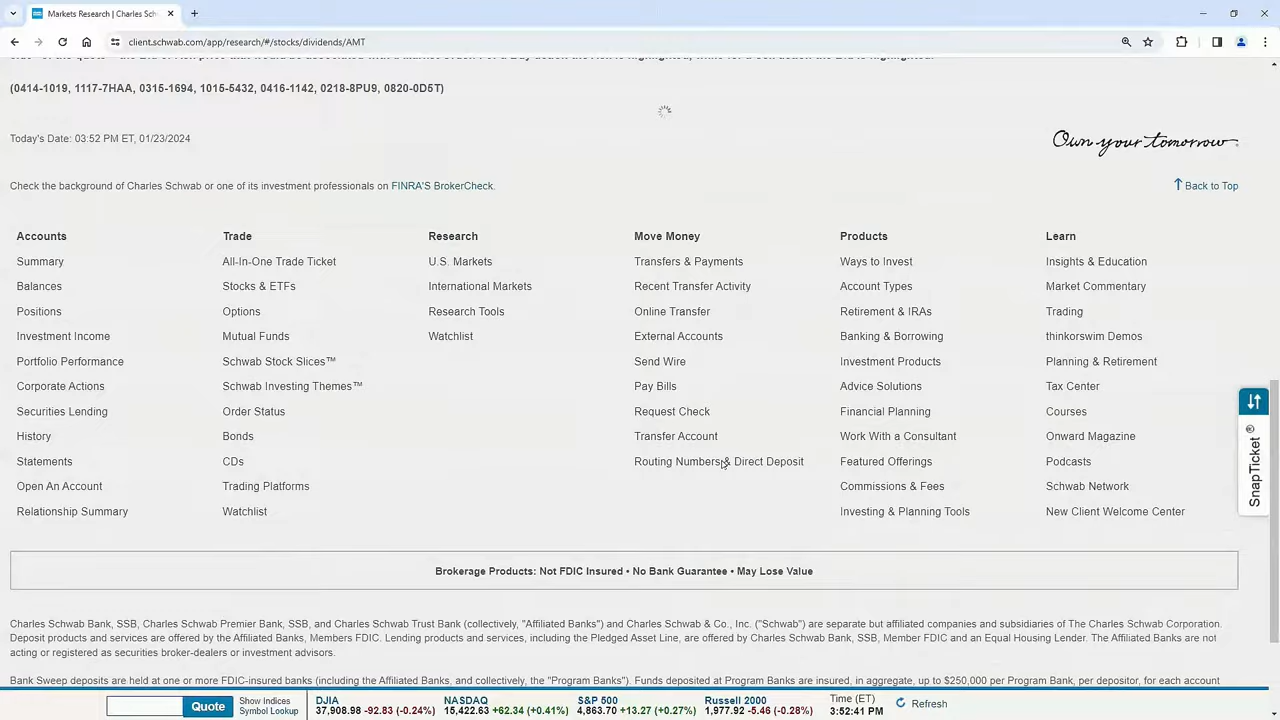 Markets Research | Charles Sch
client.schwab.com/app/research/#/stocks/dividends/AMT
(0414-1019, 1117-7HAA, 0315-1694, 1015-5432, 0416-1142, 0218-8PU9, 0820-0D5T)
Today's Date: 03:52 PM ET, 01/23/2024
Own your tomorrow
Check the background of Charles Schwab or one of its investment professionals on FINRA'S BrokerCheck.
Back to Top
Accounts
Summary
Balances
Positions
Investment Income
Portfolio Performance
Corporate Actions
Securities Lending
History
Statements
Open An Account
Relationship Summary
Trade
All-In-One Trade Ticket
Stocks & ETFs
Options
Mutual Funds
Schwab Stock Slices™
Schwab Investing Themes™
Order Status
Bonds
CDs
Trading Platforms
Watchlist
Research
U.S. Markets
International Markets
Research Tools
Watchlist
Move Money
Transfers & Payments
Recent Transfer Activity
Online Transfer
External Accounts
Send Wire
Pay Bills
Request Check
Transfer Account
Routing Numbers & Direct Deposit
Products
Ways to Invest
Account Types
Retirement & IRAs
Banking & Borrowing
Investment Products
Advice Solutions
Financial Planning
Work With a Consultant
Featured Offerings
Commissions & Fees
Investing & Planning Tools
Learn
Insights & Education
Market Commentary
Trading
thinkorswim Demos
Planning & Retirement
Tax Center
Courses
Onward Magazine
Podcasts
Schwab Network
New Client Welcome Center
SnapTicket ®
Brokerage Products: Not FDIC Insured • No Bank Guarantee • May Lose Value
Charles Schwab Bank, SSB, Charles Schwab Premier Bank, SSB, and Charles Schwab Trust Bank (collectively, "Affiliated Banks") and Charles Schwab & Co., Inc. ("Schwab") are separate but affiliated companies and subsidiaries of The Charles Schwab Corporation.
Deposit products and services are offered by the Affiliated Banks, Members FDIC. Lending products and services, including the Pledged Asset Line, are offered by Charles Schwab Bank, SSB, Member FDIC and an Equal Housing Lender. The Affiliated Banks are not
acting or registered as securities broker-dealers or investment advisors.
Bank Sweep deposits are held at one or more FDIC-insured banks (including the Affiliated Banks, and collectively, the "Program Banks"). Funds deposited at Program Banks are insured, in aggregate, up to $250,000 per Program Bank, per depositor, for each account
Quote
Show Indices
Symbol Lookup
DJIA
37,908.98 -92.83 (-0.24%)
NASDAQ
15,422.63 +62.34 (+0.41%)
S&P 500
4,863.70 +13.27 (+0.27%)
Russell 2000
1,977.92 -5.46 (-0.28%)
Time (ET)
3:52:41 PM
Refresh